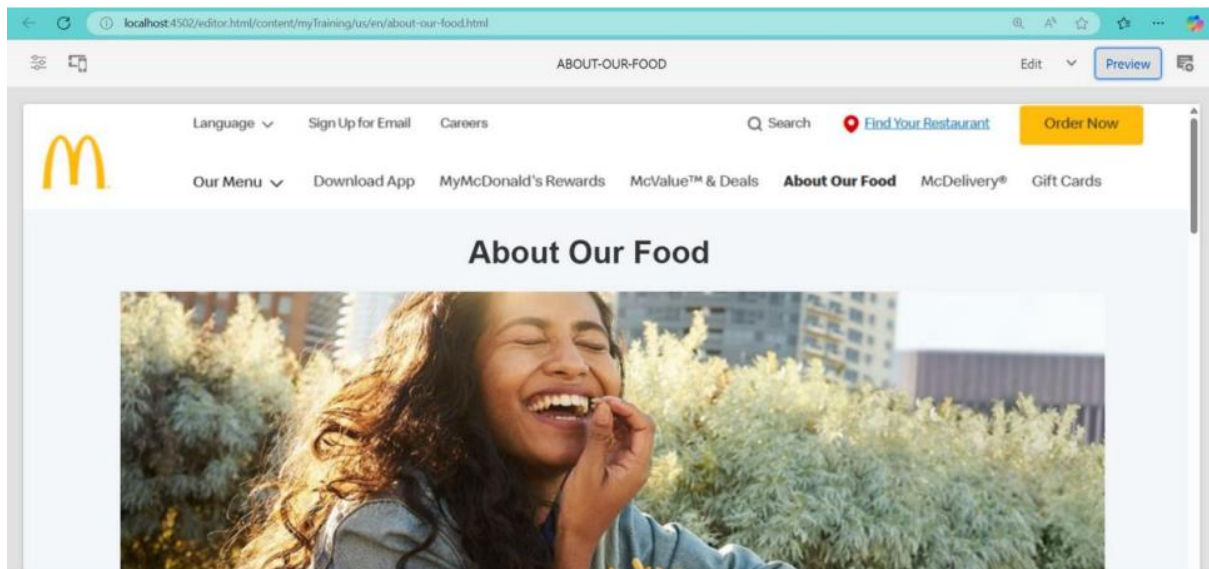 localhost:4502/editor.html/content/myTraining/us/en/about-our-food.html
ABOUT-OUR-FOOD Edit Preview
Language Sign Up for Email Careers Search Find Your Restaurant Order Now
Our Menu Download App MyMcDonald's Rewards McValue™ & Deals About Our Food McDelivery® Gift Cards
About Our Food